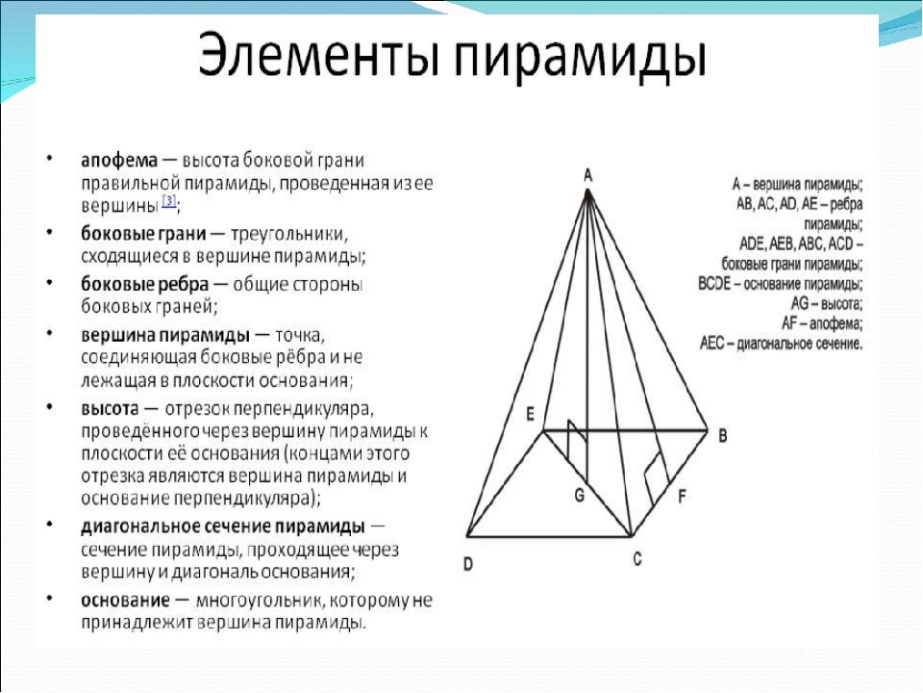 Элементы пирамиды
• апофема — высота боковой грани
правильной пирамиды, проведенная из ее
вершины [3];
• боковые грани — треугольники,
сходящиеся в вершине пирамиды;
• боковые ребра — общие стороны
боковых граней;
• вершина пирамиды — точка,
соединяющая боковые рёбра и не
лежащая в плоскости основания;
• высота — отрезок перпендикуляра,
проведённого через вершину пирамиды к
плоскости её основания (концами этого
отрезка являются вершина пирамиды и
основание перпендикуляра);
• диагональное сечение пирамиды —
сечение пирамиды, проходящее через
вершину и диагональ основания;
• основание — многоугольник, которому не
принадлежит вершина пирамиды.
A
E
B
G
F
D
C
A – вершина пирамиды;
AB, AC, AD, AE – ребра
пирамиды;
ADE, AEB, ABC, ACD –
боковые грани пирамиды;
BCDE – основание пирамиды;
AG – высота;
AF – апофема;
AEC – диагональное сечение.